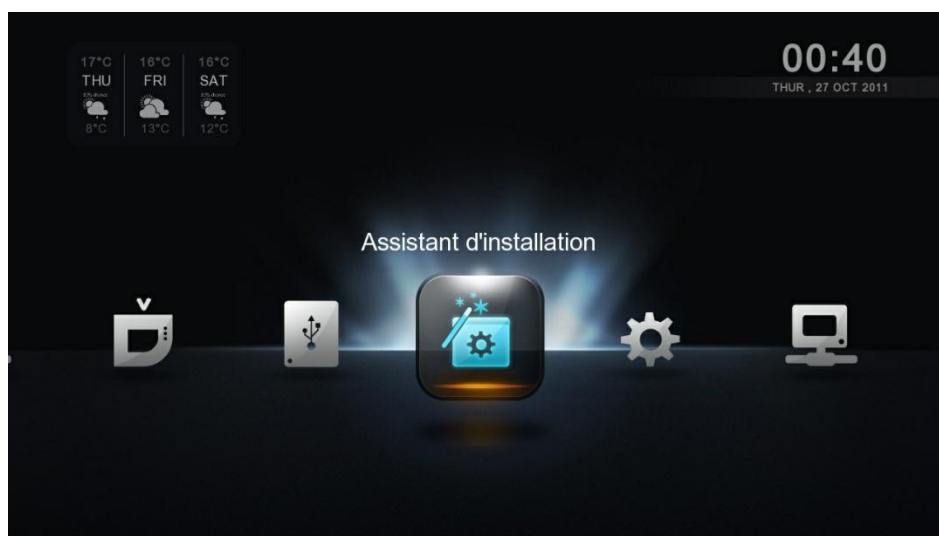 17°C 16°C 16°C
THU FRI SAT
8°C 13°C 12°C
00:40
THUR , 27 OCT 2011
Assistant d'installation